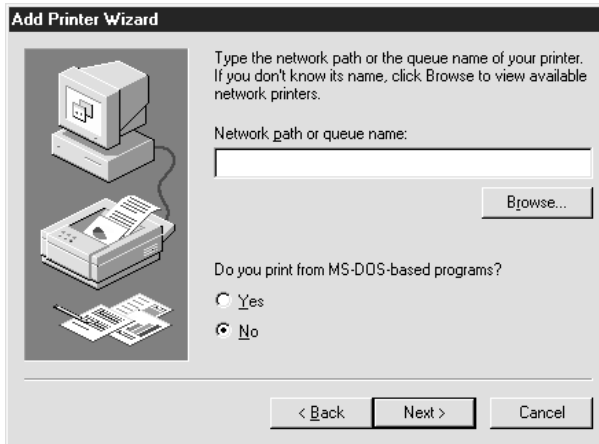 Add Printer Wizard
Type the network path or the queue name of your printer.
If you don't know its name, click Browse to view available
network printers.
Network path or queue name:
Browse...
Do you print from MS-DOS-based programs?
Yes
No
< Back
Next >
Cancel